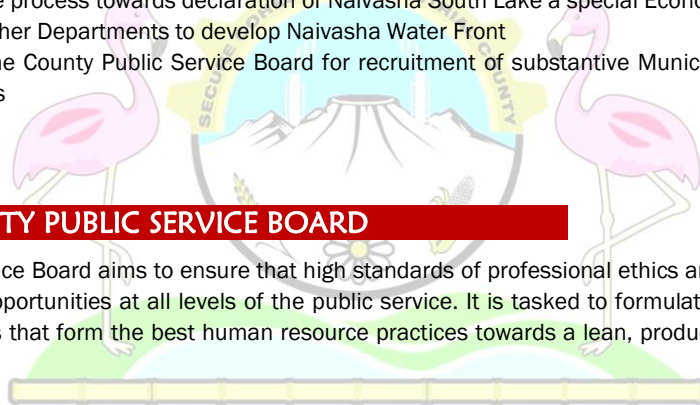 e process towards declaration of Naivasha South Lake a special Econo
her Departments to develop Naivasha Water Front
e County Public Service Board for recruitment of substantive Munic
s
TY PUBLIC SERVICE BOARD
ce Board aims to ensure that high standards of professional ethics a
pportunities at all levels of the public service. It is tasked to formulat
s that form the best human resource practices towards a lean, produ
SECURE
COUNTY